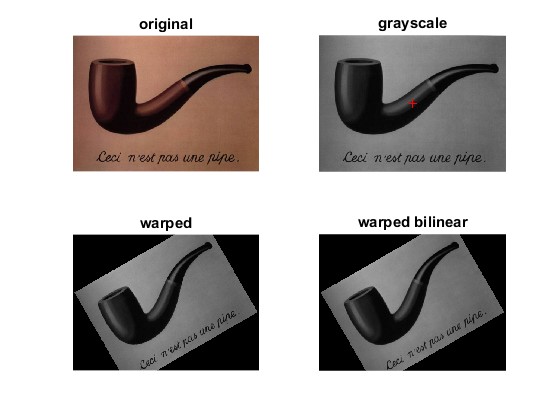 original
grayscale
Ceci n'est pas une pipe.
Ceci n'est pas une pipe.
warped
warped bilinear
Ceci n'est pas une pipe.
Ceci n'est pas une pipe.